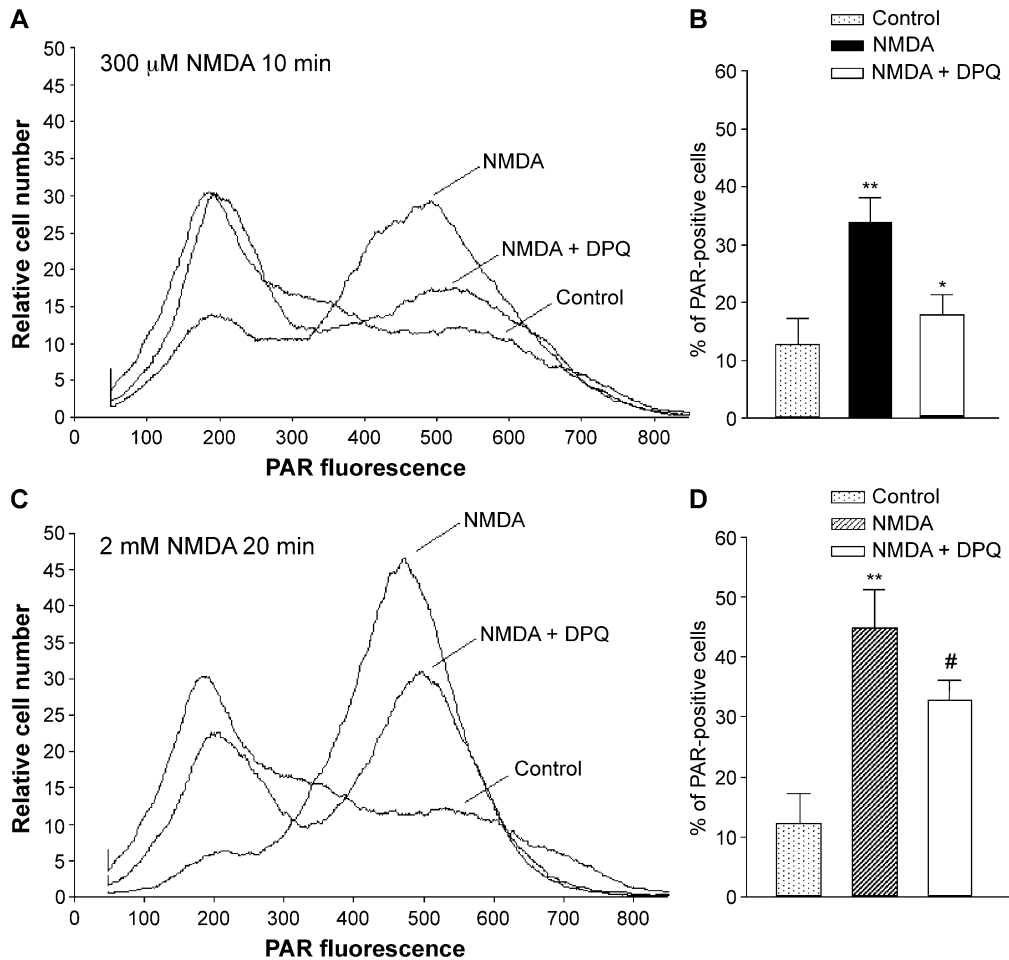 A
300 μM NMDA 10 min
Relative cell number
50
45
40
35
30
25
20
15
10
5
0
NMDA
NMDA + DPQ
Control
0 100 200 300 400 500 600 700 800
PAR fluorescence
B
Control
NMDA
NMDA + DPQ
% of PAR-positive cells
60
50
40
30
20
10
0
**
*
C
2 mM NMDA 20 min
Relative cell number
50
45
40
35
30
25
20
15
10
5
0
NMDA
NMDA + DPQ
Control
0 100 200 300 400 500 600 700 800
PAR fluorescence
D
Control
NMDA
NMDA + DPQ
% of PAR-positive cells
60
50
40
30
20
10
0
**
#